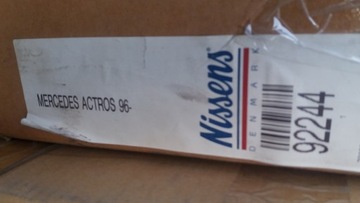 MERCEDES ACTROS 96-
Nissens®
DENMARK
92244